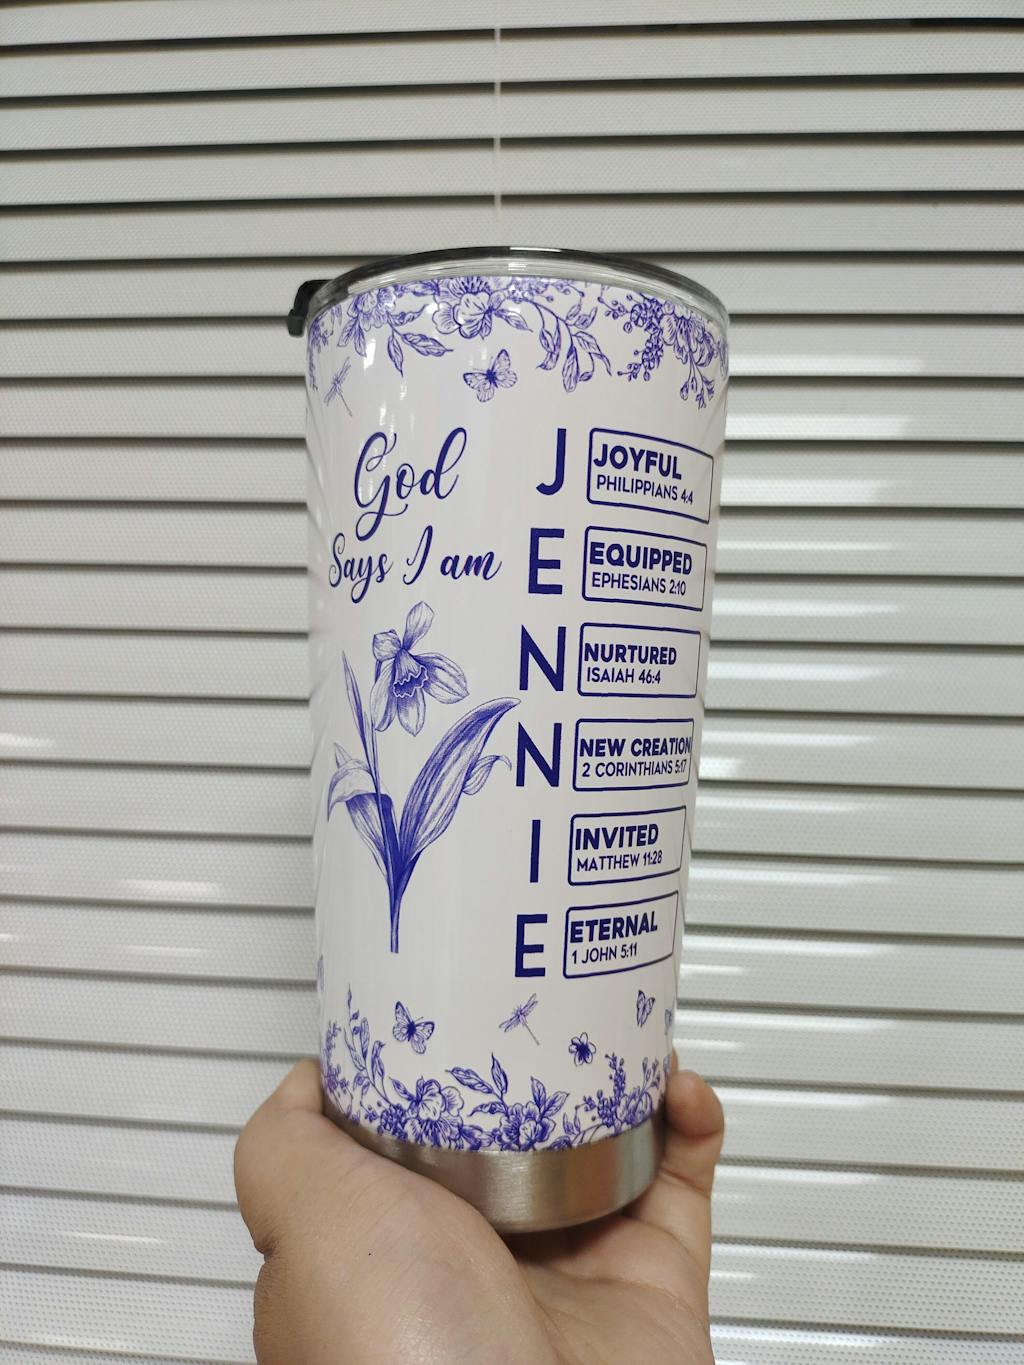 God
Says I am
J
JOYFUL
PHILIPPIANS 4:4
E
EQUIPPED
EPHESIANS 2:10
N
NURTURED
ISAIAH 46:4
N
NEW CREATION
2 CORINTHIANS 5:17
I
INVITED
MATTHEW 11:28
E
ETERNAL
1 JOHN 5:11